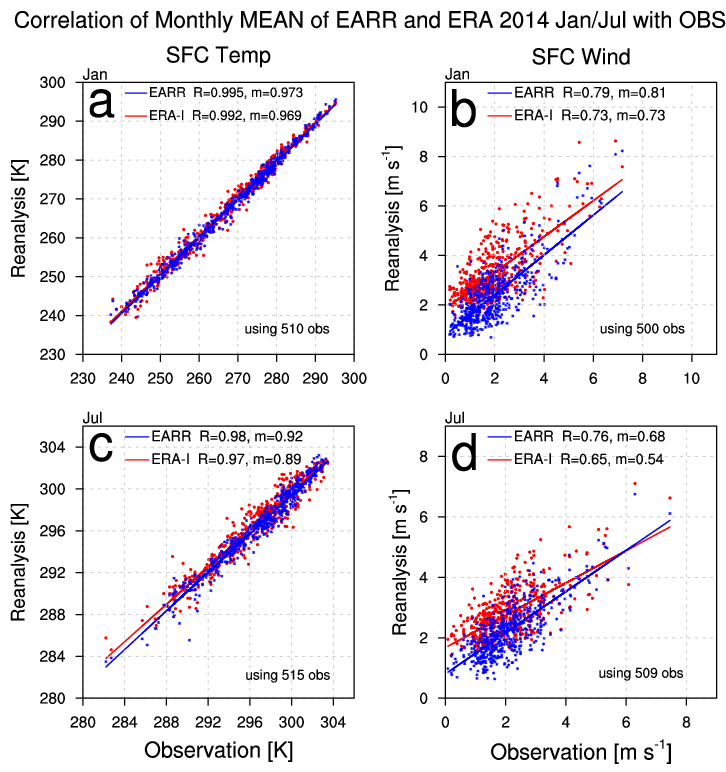 Correlation of Monthly MEAN of EARR and ERA 2014 Jan/Jul with OBS
SFC Temp
SFC Wind
Jan
a
EARR R=0.995, m=0.973
ERA-I R=0.992, m=0.969
300
290
280
270
260
250
240
230
Reanalysis [K]
using 510 obs
230 240 250 260 270 280 290 300
Jan
b
EARR R=0.79, m=0.81
ERA-I R=0.73, m=0.73
10
8
6
4
2
0
Reanalysis [m s-1]
using 500 obs
0 2 4 6 8 10
Jul
c
EARR R=0.98, m=0.92
ERA-I R=0.97, m=0.89
304
300
296
292
288
284
280
Reanalysis [K]
using 515 obs
280 284 288 292 296 300 304
Observation [K]
Jul
d
EARR R=0.76, m=0.68
ERA-I R=0.65, m=0.54
8
6
4
2
0
Reanalysis [m s-1]
using 509 obs
0 2 4 6 8
Observation [m s-1]